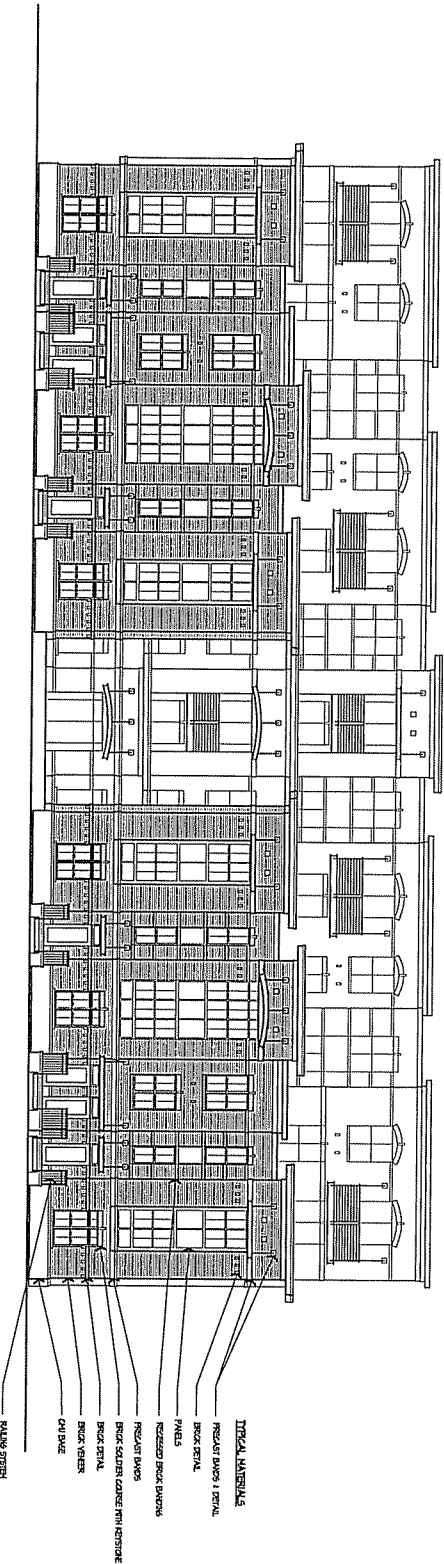 TYPICAL MATERIALS
PRECAST BANDS & DETAIL
BRICK DETAIL
PANELS
RECESSED BRICK BANDING
PRECAST BANDS
BRICK SOLDIER COURSE WITH KEYSTONE
BRICK DETAIL
BRICK VENEER
CMU BASE
RAILING SYSTEM